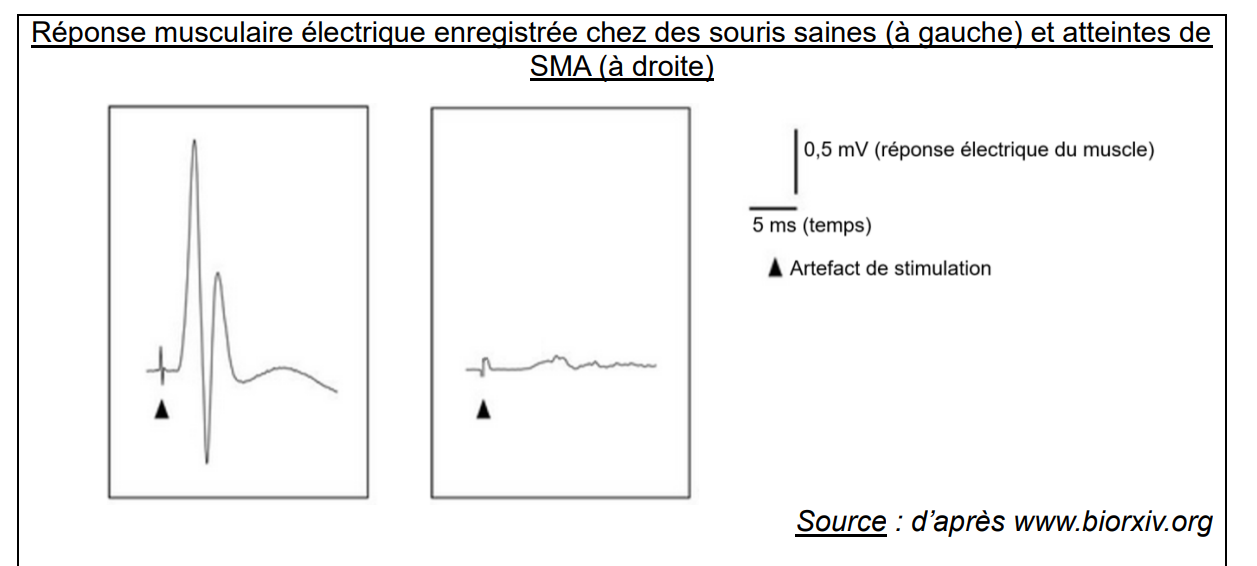 Réponse musculaire électrique enregistrée chez des souris saines (à gauche) et atteintes de
SMA (à droite)
0,5 mV (réponse électrique du muscle)
5 ms (temps)
▲ Artefact de stimulation
Source : d’après www.biorxiv.org